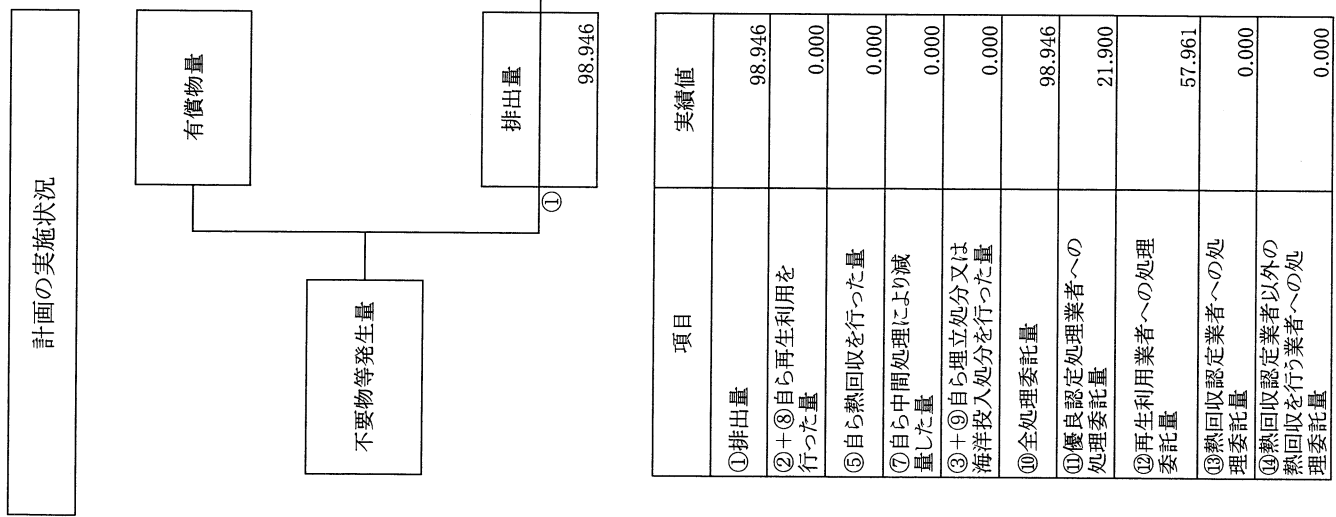 計画の実施状況
有償物量
不要物等発生量
排出量
98.946
①
項目
実績値
①排出量
98.946
②+⑧自ら再生利用を
行った量
0.000
⑤自ら熱回収を行った量
0.000
⑦自ら中間処理により減
量した量
0.000
③+⑨自ら埋立処分又は
海洋投入処分を行った量
0.000
⑩全処理委託量
98.946
⑪優良認定処理業者への
処理委託量
21.900
⑫再生利用業者への処理
委託量
57.961
⑬熱回収認定業者への処
理委託量
0.000
⑭熱回収認定業者以外の
熱回収を行う業者への処
理委託量
0.000